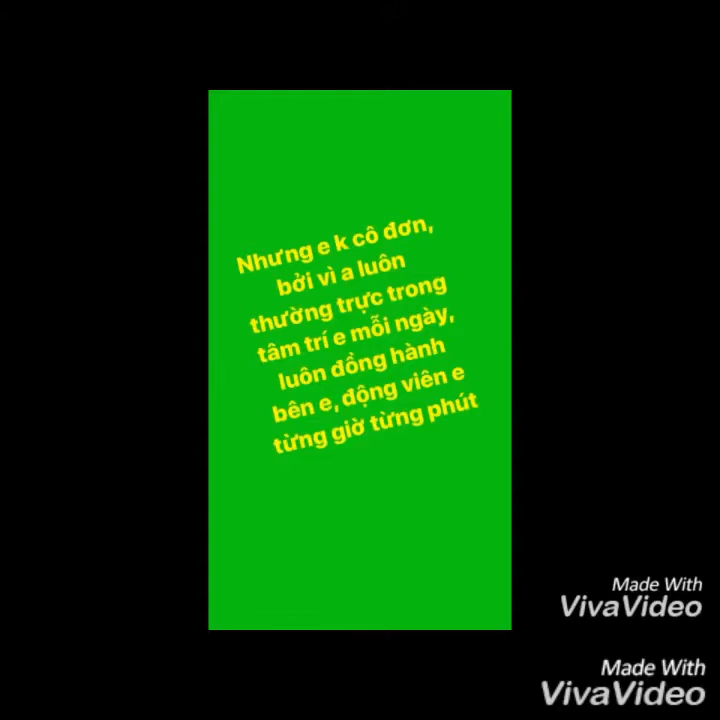 Nhưng e k cô đơn,
bởi vì a luôn
thường trực trong
tâm trí e mỗi ngày,
luôn đồng hành
bên e, động viên e
từng giờ từng phút
Made With
VivaVideo
Made With
VivaVideo